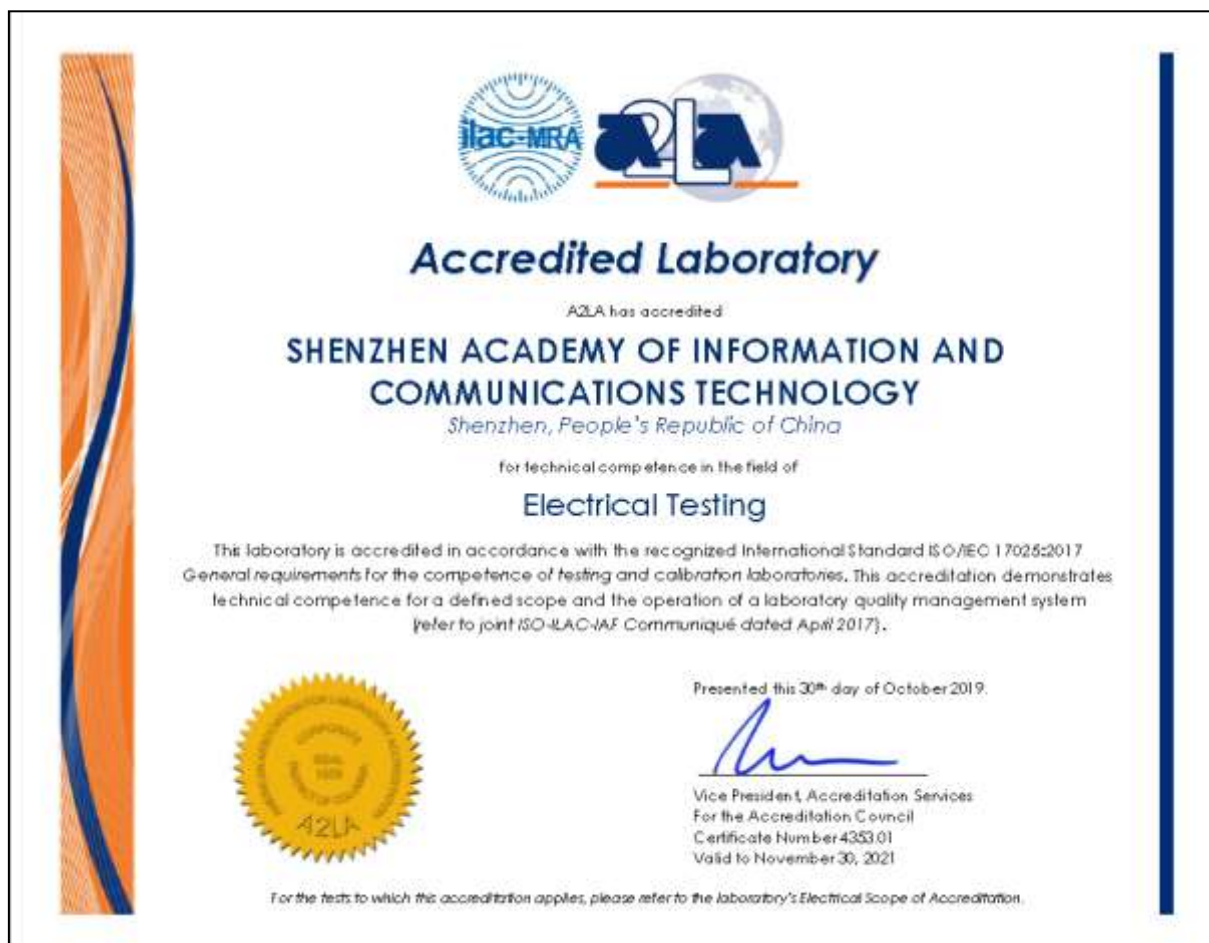 ilac-MRA
a2La
Accredited Laboratory
A2LA has accredited
SHENZHEN ACADEMY OF INFORMATION AND
COMMUNICATIONS TECHNOLOGY
Shenzhen, People's Republic of China
for technical competence in the field of
Electrical Testing
This laboratory is accredited in accordance with the recognized International Standard ISO/IEC 17025:2017
General requirements for the competence of testing and calibration laboratories. This accreditation demonstrates
technical competence for a defined scope and the operation of a laboratory quality management system
(refer to joint ISO-ILAC-IAF Communiqué dated April 2017).
Presented this 30th day of October 2019.
Vice President, Accreditation Services
For the Accreditation Council
Certificate Number 4353.01
Valid to November 30, 2021
CORPORATE
SEAL
A2LA
For the tests to which this accreditation applies, please refer to the laboratory's Electrical Scope of Accreditation.